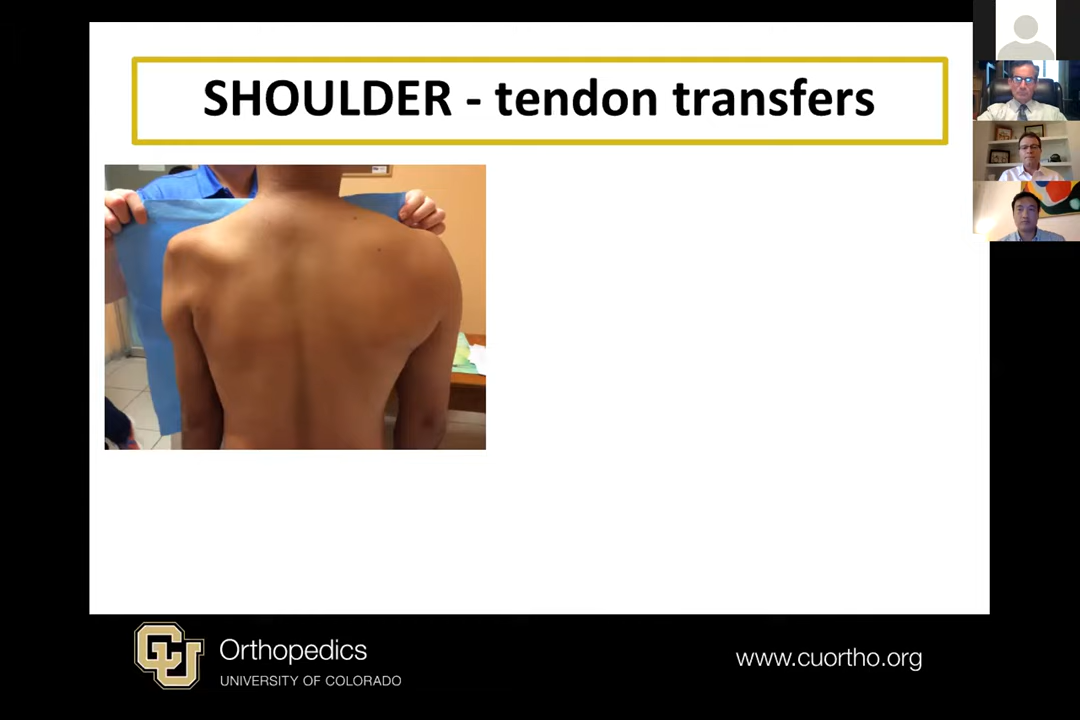 SHOULDER - tendon transfers
CU
Orthopedics
UNIVERSITY OF COLORADO
www.cuortho.org